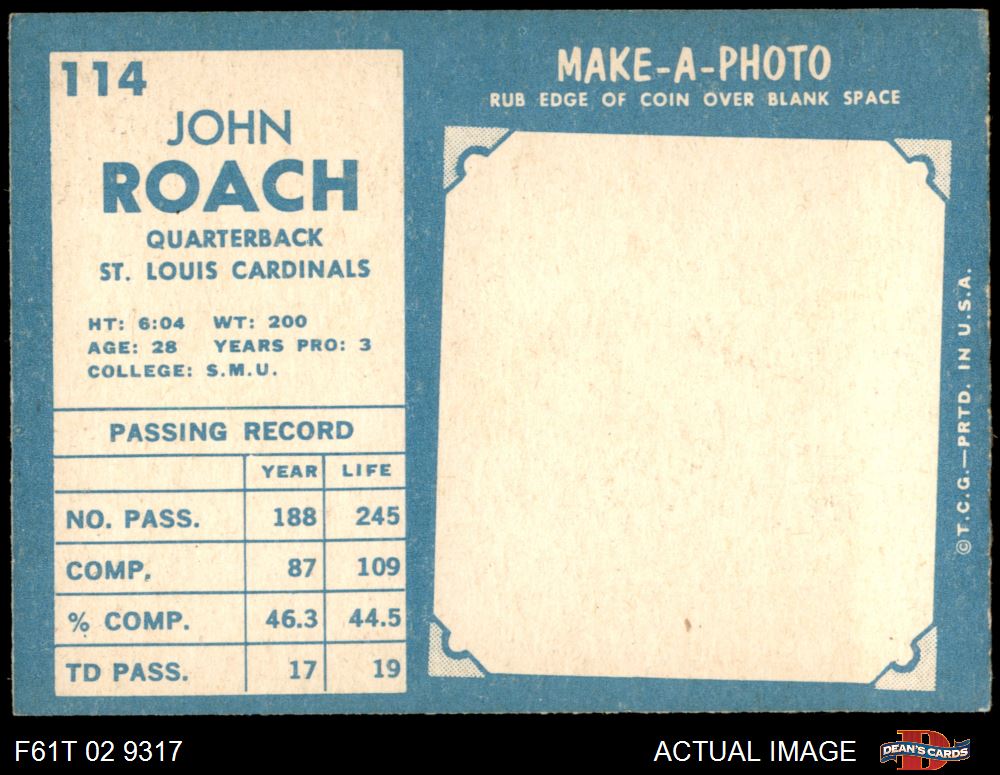 114
JOHN
ROACH
QUARTERBACK
ST. LOUIS CARDINALS
HT: 6:04 WT: 200
AGE: 28 YEARS PRO: 3
COLLEGE: S.M.U.
PASSING RECORD
YEAR LIFE
NO. PASS. 188 245
COMP. 87 109
% COMP. 46.3 44.5
TD PASS. 17 19
MAKE-A-PHOTO
RUB EDGE OF COIN OVER BLANK SPACE
©T.C.G.—PRTD. IN U.S.A.
F61T 02 9317
ACTUAL IMAGE
DEAN'S CARDS